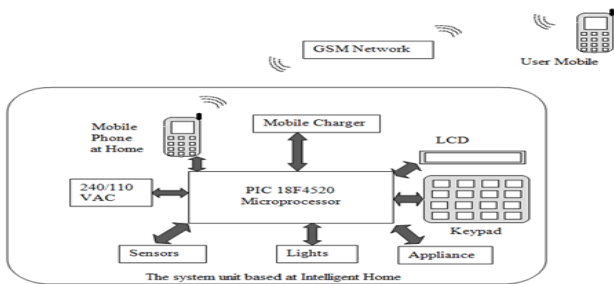 GSM Network
User Mobile
Mobile
Phone
at Home
Mobile Charger
LCD
240/110
VAC
PIC 18F4520
Microprocessor
Keypad
Sensors
Lights
Appliance
The system unit based at Intelligent Home